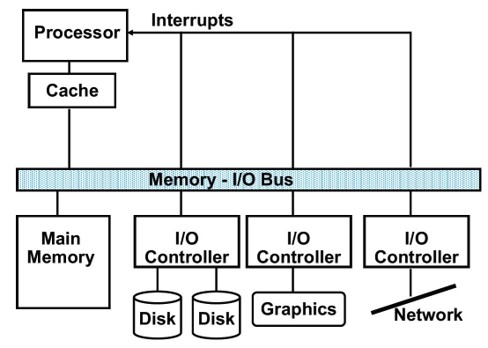 Interrupts
Processor
Cache
Memory - I/O Bus
Main
Memory
I/O
Controller
I/O
Controller
I/O
Controller
Disk
Disk
Graphics
Network